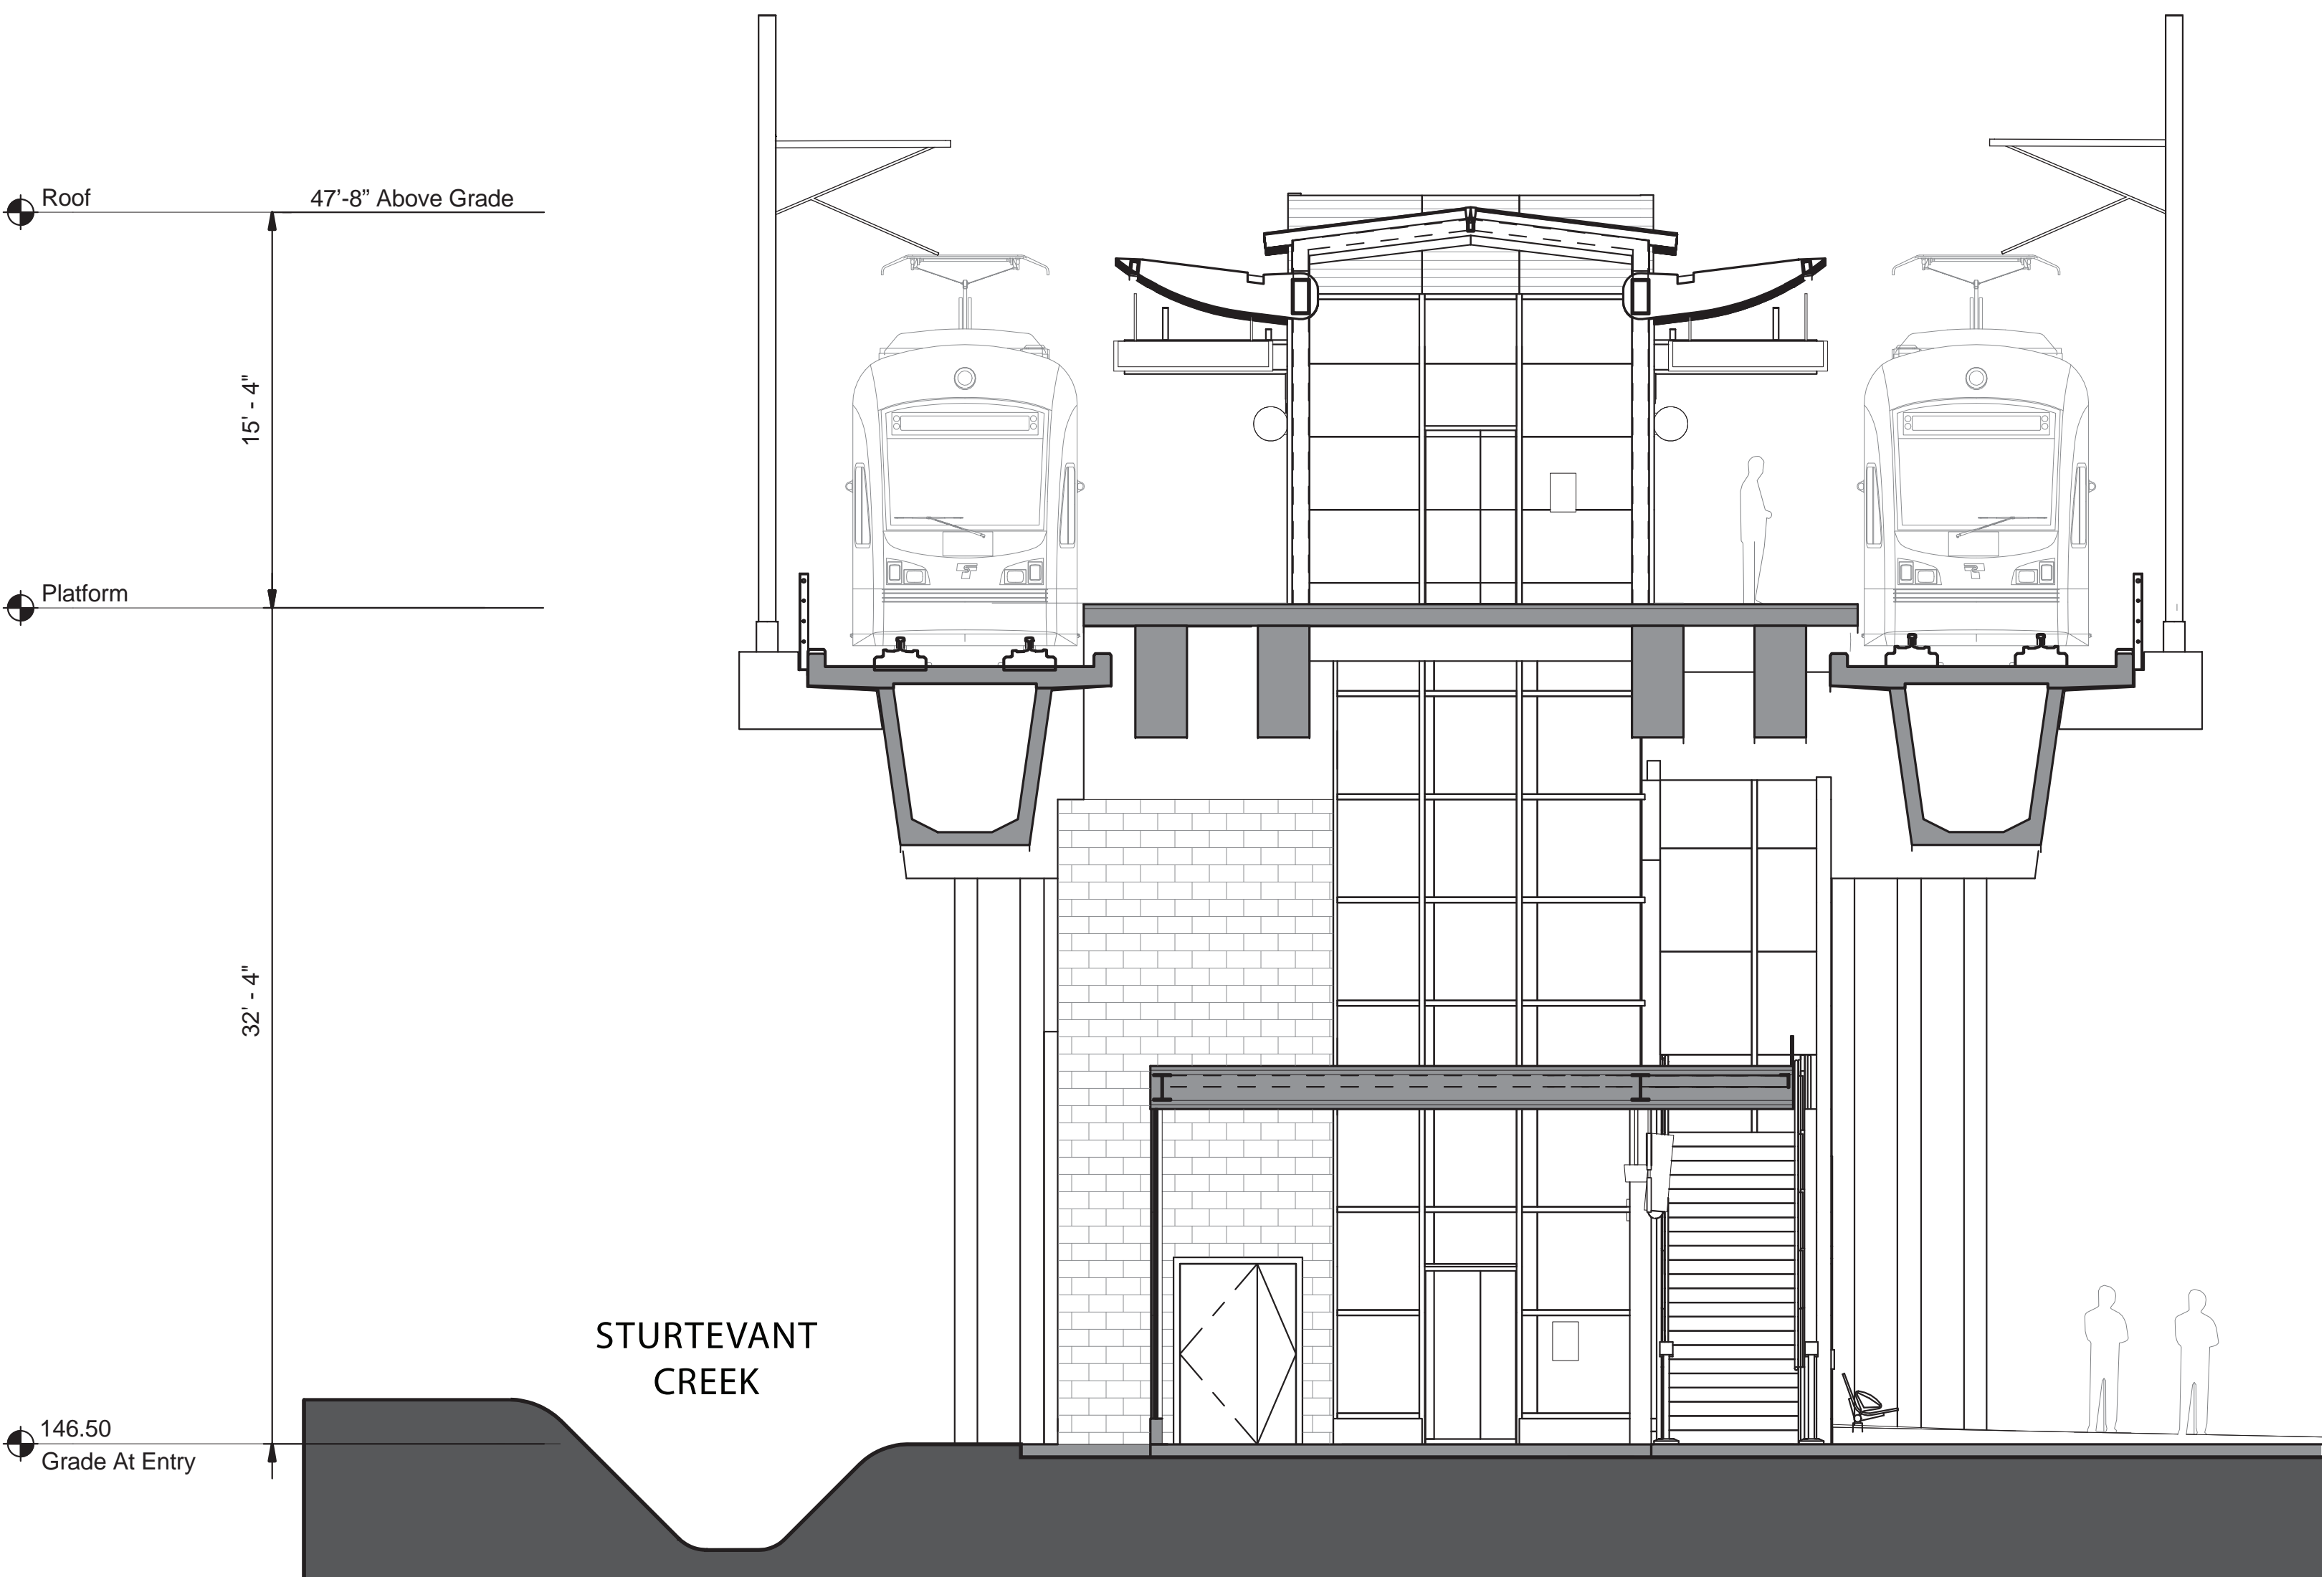 Roof
47’-8” Above Grade
15' - 4"
Platform
32' - 4"
STURTEVANT
CREEK
146.50
Grade At Entry